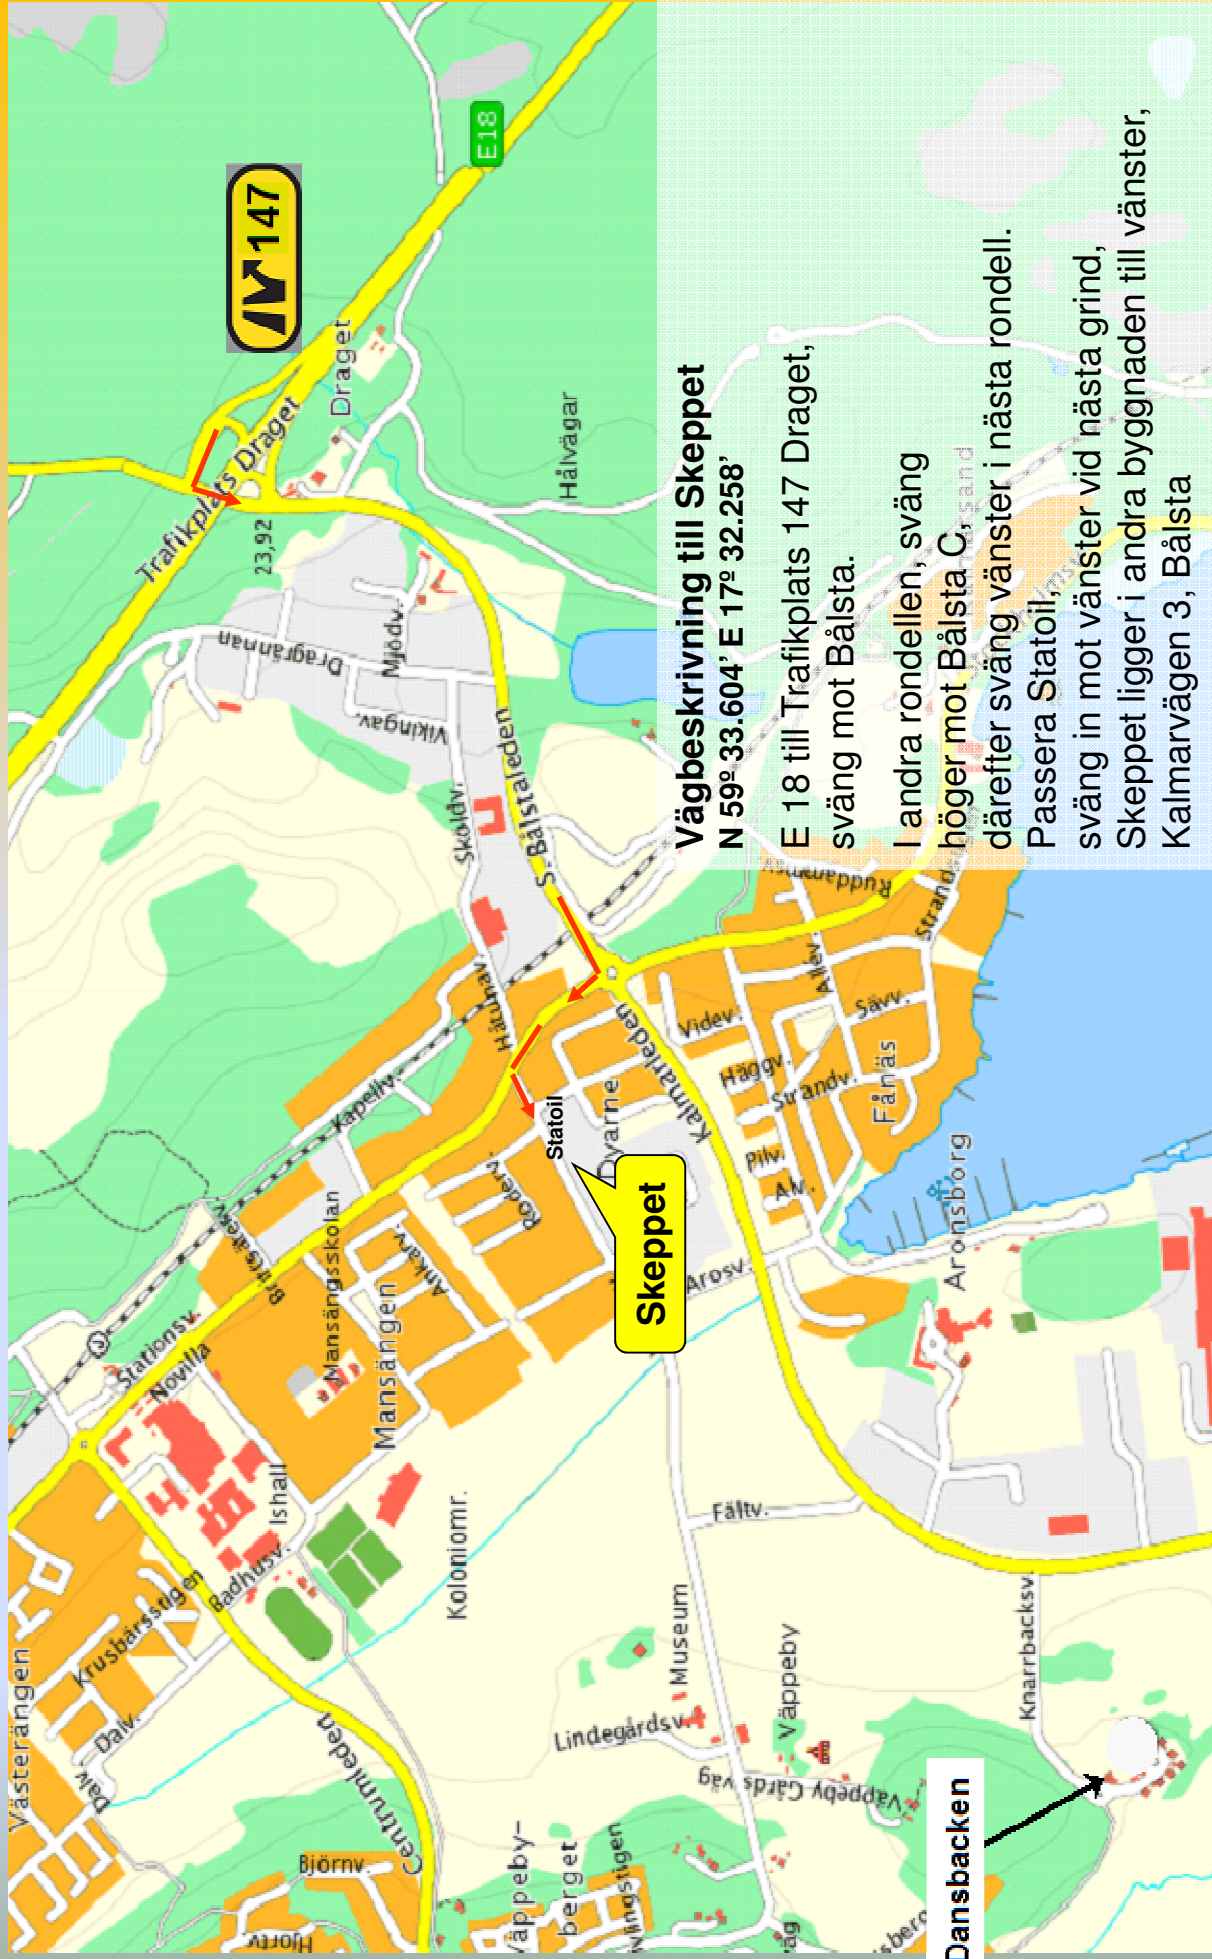 Vägbeskrivning till Skeppet
N 59º 33.604’ E 17º 32.258’
E 18 till Trafikplats 147 Draget,
sväng mot Bålsta.
I andra rondellen, sväng
höger mot Bålsta C,
därefter sväng vänster i nästa rondell.
Passera Statoil,
sväng in mot vänster vid nästa grind,
Skeppet ligger i andra byggnaden till vänster,
Kalmarvägen 3, Bålsta
147
E18
Trafikplats Draget
Draget
23,92
Hålvägar
Dragrännan
Mjödv.
Vikingav.
Sköldv.
S. Bålstaleden
Håtunav.
Kapellv.
Statoil
Skeppet
Dyarne
Kalmarleden
Videv.
Häggv.
Strandv.
Pilv.
Alv.
Allev.
Sävv.
Fånäs
Ruddammsv.
Aronsborg
Arosv.
Roderv.
Ankarv.
Mansängen
Mansängsskolan
Stationsv.
Novilla
Ishall
Badhusv.
Krusbärsstigen
Västerängen
Dalv.
Dalv.
Centrumleden
Koloniomr.
Björnv.
Hjortv.
Fältv.
Museum
Lindegårdsv.
Väppeby
Väppeby Gårds väg
Väppeby-
berget
Knarrbacksv.
Dansbacken